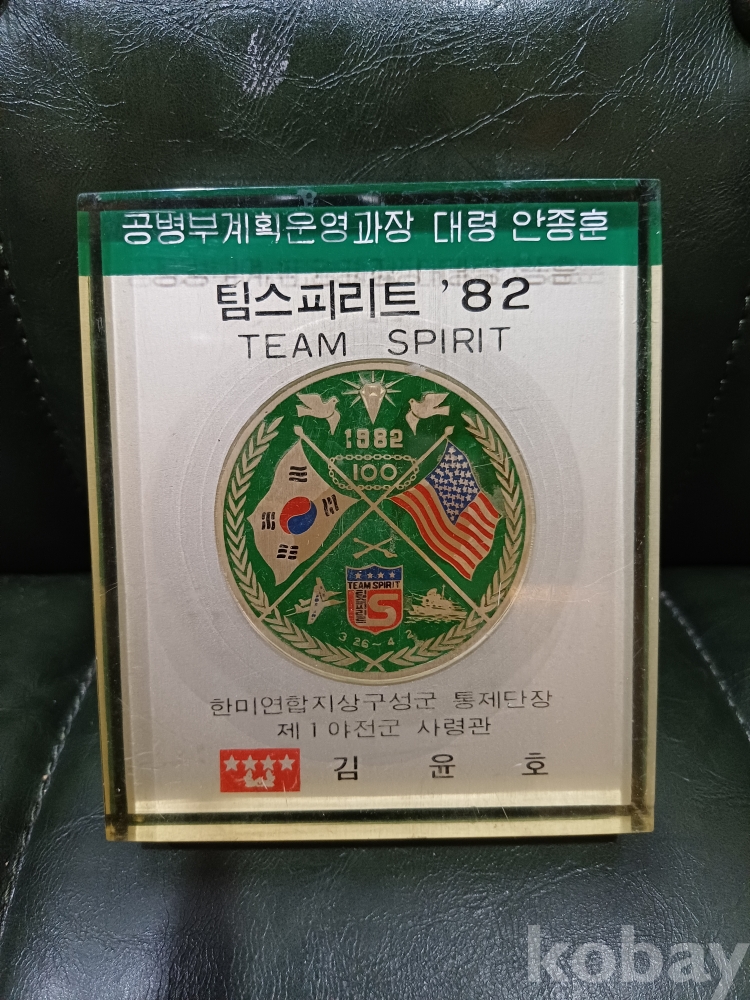 공병부계획운영과장 대령 안종훈
팀스피리트 '82
TEAM SPIRIT
1982
100
TEAM SPIRIT
3 26~4 2
한미연합지상구성군 통제단장
제1야전군 사령관
김 윤 호
kobay